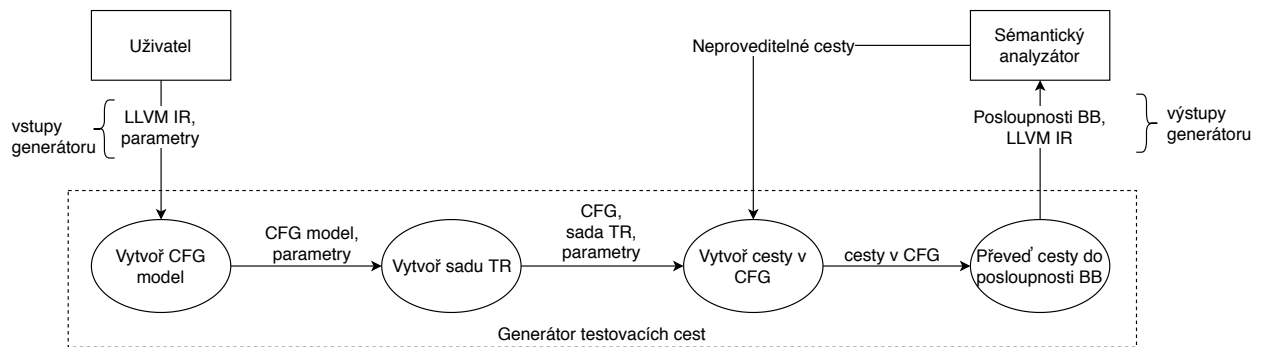 Uživatel
Neproveditelné cesty
Sémantický
analyzátor
vstupy
generátoru
LLVM IR,
parametry
Posloupnosti BB,
LLVM IR
výstupy
generátoru
Vytvoř CFG
model
CFG model,
parametry
Vytvoř sadu TR
CFG,
sada TR,
parametry
Vytvoř cesty v
CFG
cesty v CFG
Převeď cesty do
posloupnosti BB
Generátor testovacích cest